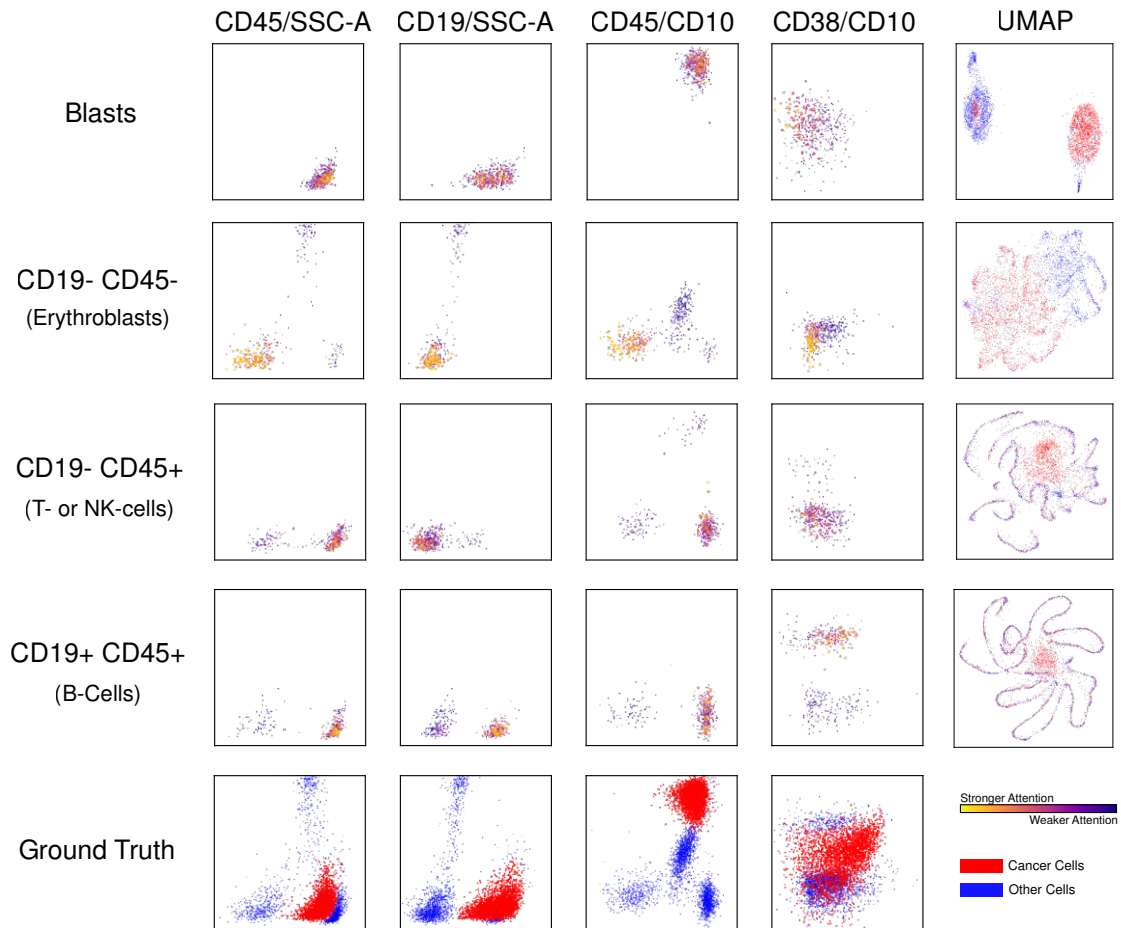 CD45/SSC-A CD19/SSC-A CD45/CD10 CD38/CD10 UMAP
Blasts
CD19- CD45-
(Erythroblasts)
CD19- CD45+
(T- or NK-cells)
CD19+ CD45+
(B-Cells)
Ground Truth
Stronger Attention
Weaker Attention
Cancer Cells
Other Cells